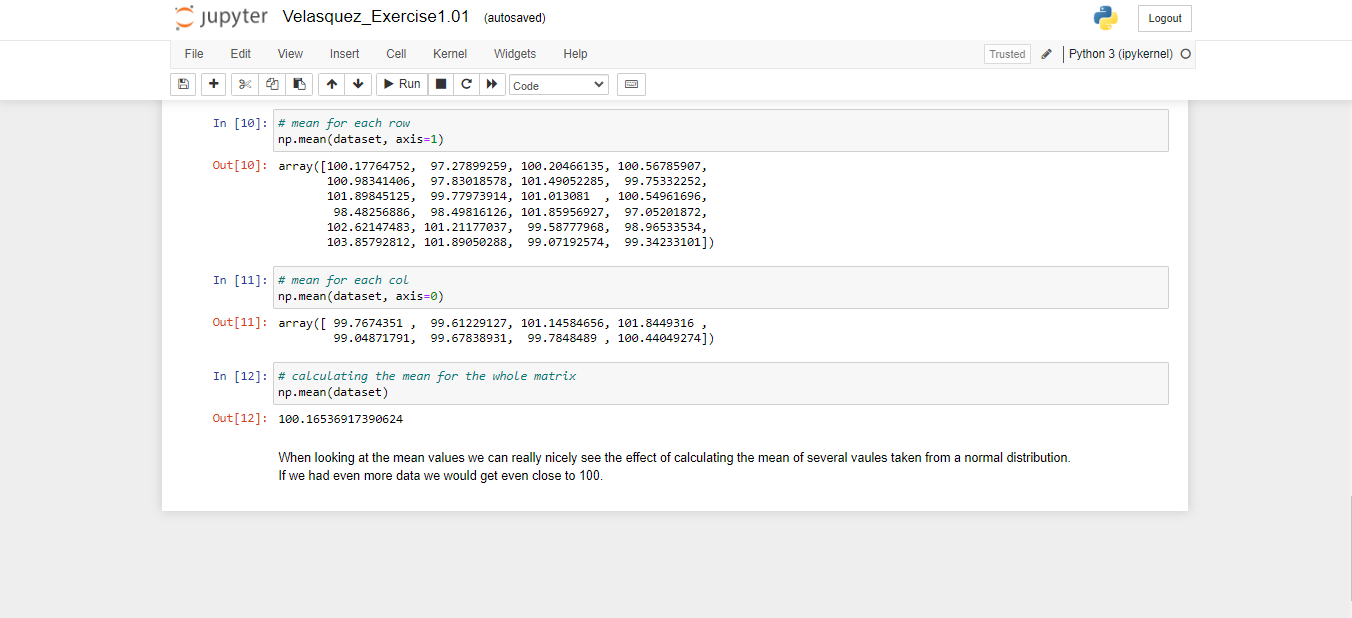 jupyter Velasquez_Exercise1.01 (autosaved) Logout
File Edit View Insert Cell Kernel Widgets Help Trusted Python 3 (ipykernel)
Run Code
In [10]: # mean for each row
np.mean(dataset, axis=1)
Out[10]: array([100.17764752, 97.27899259, 100.20466135, 100.56785907,
100.98341406, 97.83018578, 101.49052285, 99.75332252,
101.89845125, 99.77973914, 101.013081 , 100.54961696,
98.48256886, 98.49816126, 101.85956927, 97.05201872,
102.62147483, 101.21177037, 99.58777968, 98.96533534,
103.85792812, 101.89050288, 99.07192574, 99.34233101])
In [11]: # mean for each col
np.mean(dataset, axis=0)
Out[11]: array([ 99.7674351 , 99.61229127, 101.14584656, 101.8449316 ,
99.04871791, 99.67838931, 99.7848489 , 100.44049274])
In [12]: # calculating the mean for the whole matrix
np.mean(dataset)
Out[12]: 100.16536917390624
When looking at the mean values we can really nicely see the effect of calculating the mean of several vaules taken from a normal distribution.
If we had even more data we would get even close to 100.